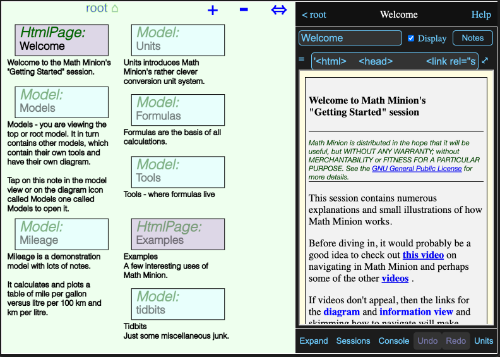 root
+ - ⇔
HtmlPage:
Welcome
Welcome to the Math Minion's
"Getting Started" session.
Model:
Models
Models - you are viewing the
top or root model. It in turn
contains other models, which
contain their own tools and
have their own diagram.
Tap on this note in the model
view or on the diagram icon
called Models one called
Models to open it.
Model:
Mileage
Mileage is a demonstration
model with lots of notes.
It calculates and plots a
table of mile per gallon
versus litre per 100 km and
km per litre.
Model:
Units
Units introduces Math
Minion's rather clever
conversion unit system.
Model:
Formulas
Formulas are the basis of all
calculations.
Model:
Tools
Tools - where formulas live
HtmlPage:
Examples
Examples
A few interesting uses of
Math Minion.
Model:
tidbits
Tidbits
Just some miscellaneous junk.
< root Welcome Help
Welcome Display Notes
= '<html> <head> <link rel="s
Welcome to Math Minion's
"Getting Started" session
Math Minion is distributed in the hope that it will be
useful, but WITHOUT ANY WARRANTY; without
MERCHANTABILITY or FITNESS FOR A PARTICULAR
PURPOSE. See the GNU General Public License for
more details.
This session contains numerous
explanations and small illustrations of how
Math Minion works.
Before diving in, it would probably be a
good idea to check out this video on
navigating in Math Minion and perhaps
some of the other videos .
If videos don't appeal, then the links for
the diagram and information view and
skimming how to navigate will make
Expand Sessions Console Undo Redo Units